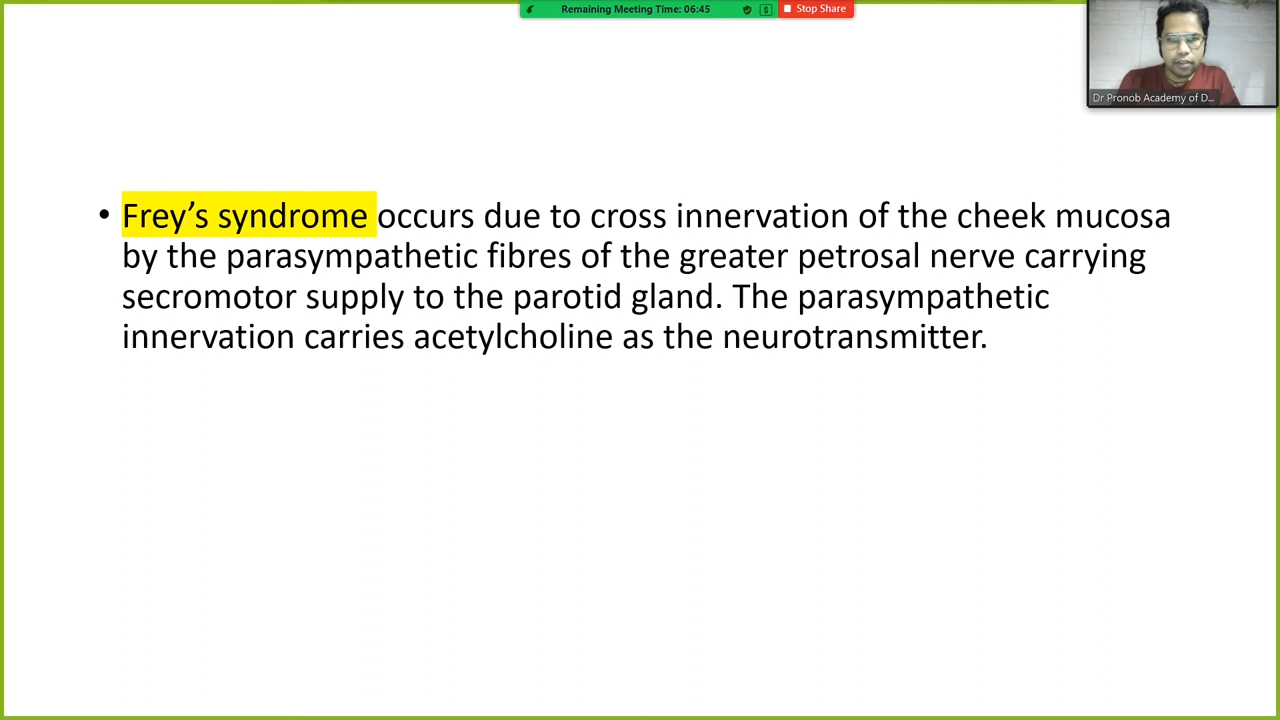 Remaining Meeting Time: 06:45
Stop Share
Dr Pronob Academy of D...
• Frey’s syndrome occurs due to cross innervation of the cheek mucosa
by the parasympathetic fibres of the greater petrosal nerve carrying
secromotor supply to the parotid gland. The parasympathetic
innervation carries acetylcholine as the neurotransmitter.